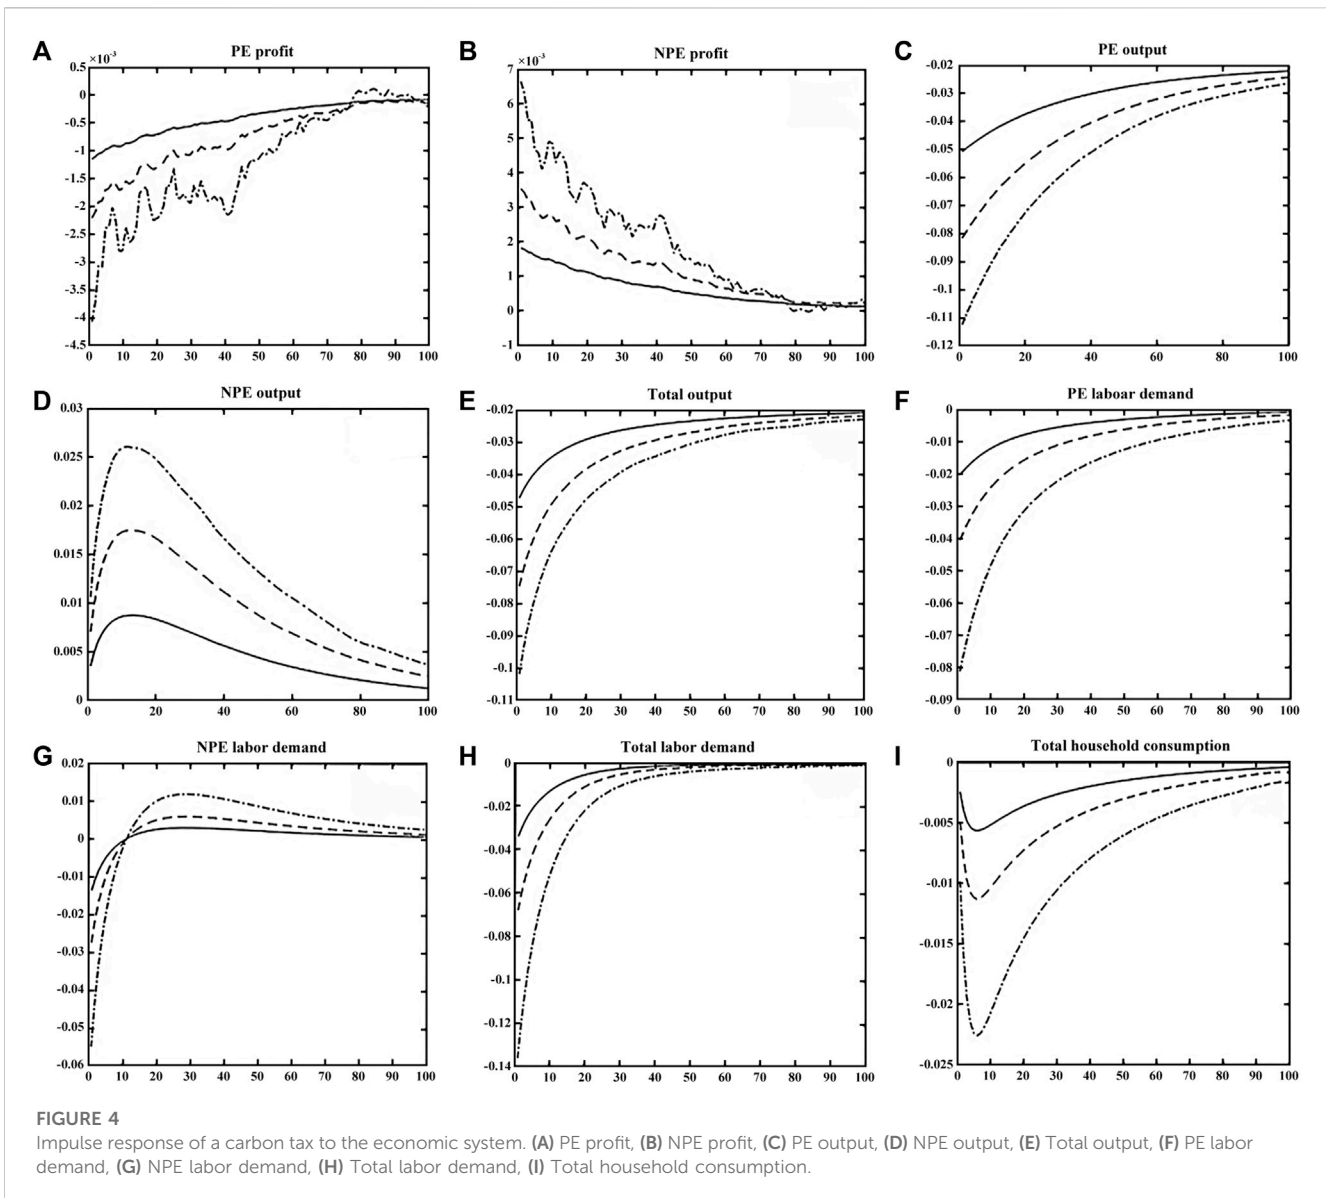 A
PE profit
×10⁻³
0.5
0
-0.5
-1
-1.5
-2
-2.5
-3
-3.5
-4
-4.5
0 10 20 30 40 50 60 70 80 90 100
B
NPE profit
×10⁻³
7
6
5
4
3
2
1
0
-1
0 10 20 30 40 50 60 70 80 90 100
C
PE output
-0.02
-0.03
-0.04
-0.05
-0.06
-0.07
-0.08
-0.09
-0.1
-0.11
-0.12
0 20 40 60 80 100
D
NPE output
0.03
0.025
0.02
0.015
0.01
0.005
0
0 20 40 60 80 100
E
Total output
-0.02
-0.03
-0.04
-0.05
-0.06
-0.07
-0.08
-0.09
-0.1
-0.11
0 10 20 30 40 50 60 70 80 90 100
F
PE laboar demand
0
-0.01
-0.02
-0.03
-0.04
-0.05
-0.06
-0.07
-0.08
-0.09
0 10 20 30 40 50 60 70 80 90 100
G
NPE labor demand
0.02
0.01
0
-0.01
-0.02
-0.03
-0.04
-0.05
-0.06
0 10 20 30 40 50 60 70 80 90 100
H
Total labor demand
0
-0.02
-0.04
-0.06
-0.08
-0.1
-0.12
-0.14
0 10 20 30 40 50 60 70 80 90 100
I
Total household consumption
0
-0.005
-0.01
-0.015
-0.02
-0.025
0 10 20 30 40 50 60 70 80 90 100
FIGURE 4
Impulse response of a carbon tax to the economic system. (A) PE profit, (B) NPE profit, (C) PE output, (D) NPE output, (E) Total output, (F) PE labor
demand, (G) NPE labor demand, (H) Total labor demand, (I) Total household consumption.